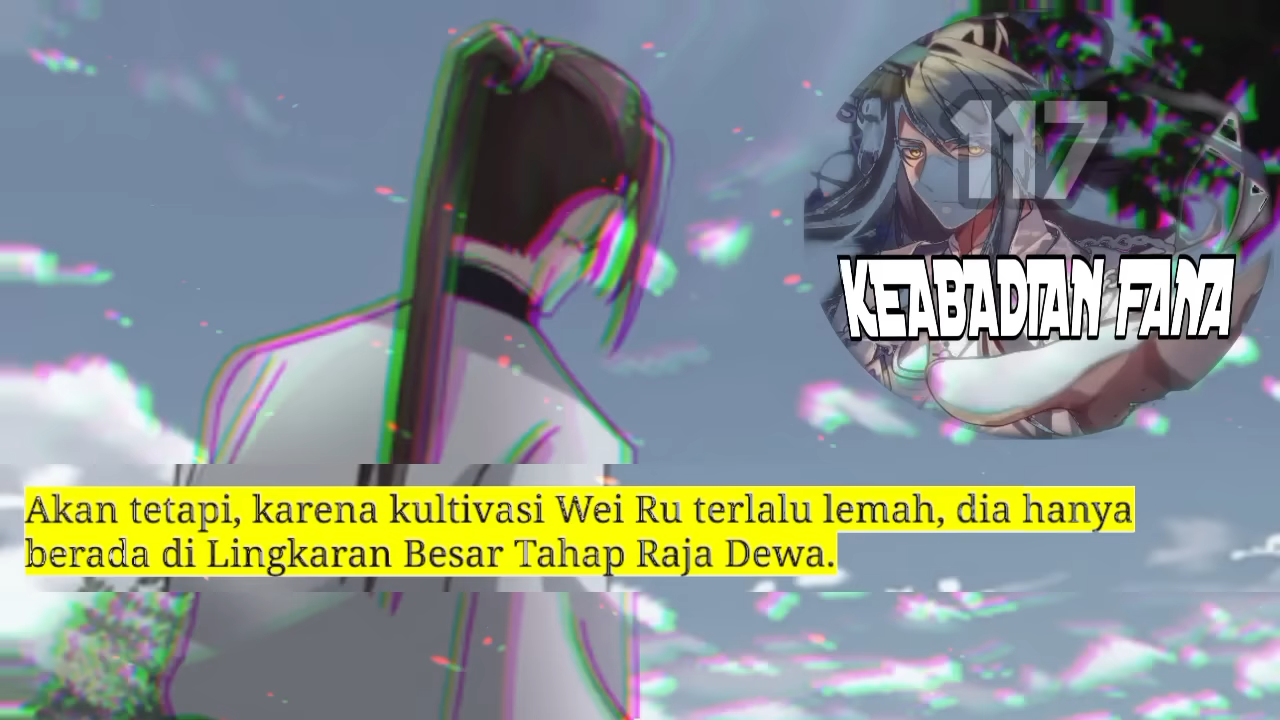 117
KEABADIAN FANA
Akan tetapi, karena kultivasi Wei Ru terlalu lemah, dia hanya
berada di Lingkaran Besar Tahap Raja Dewa.